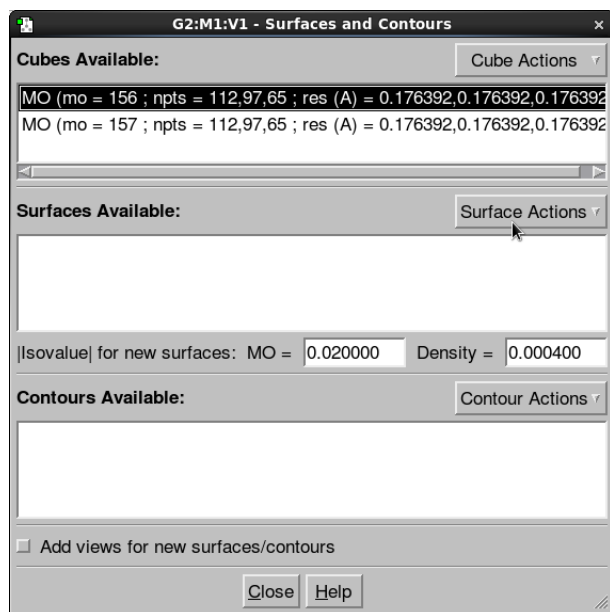 G2:M1:V1 - Surfaces and Contours
Cubes Available:
Cube Actions
MO (mo = 156 ; npts = 112,97,65 ; res (A) = 0.176392,0.176392,0.176392
MO (mo = 157 ; npts = 112,97,65 ; res (A) = 0.176392,0.176392,0.176392
Surfaces Available:
Surface Actions
|Isovalue| for new surfaces: MO = 0.020000 Density = 0.000400
Contours Available:
Contour Actions
Add views for new surfaces/contours
Close Help